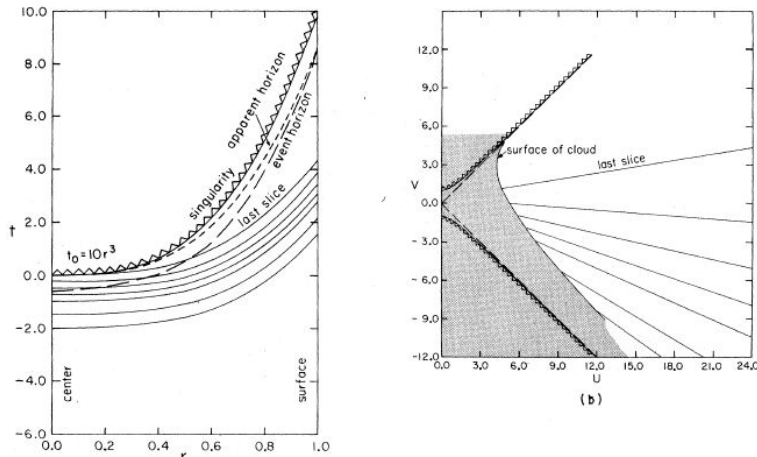 10.0
8.0
6.0
4.0
2.0
0.0
-2.0
-4.0
-6.0
t
t₀=10r³
singularity
apparent horizon
event horizon
last slice
center
surface
0.0 0.2 0.4 0.6 0.8 1.0
r
12.0
9.0
6.0
3.0
0.0
-3.0
-6.0
-9.0
-12.0
V
surface of cloud
last slice
0.0 3.0 6.0 9.0 12.0 15.0 18.0 21.0 24.0
U
(b)